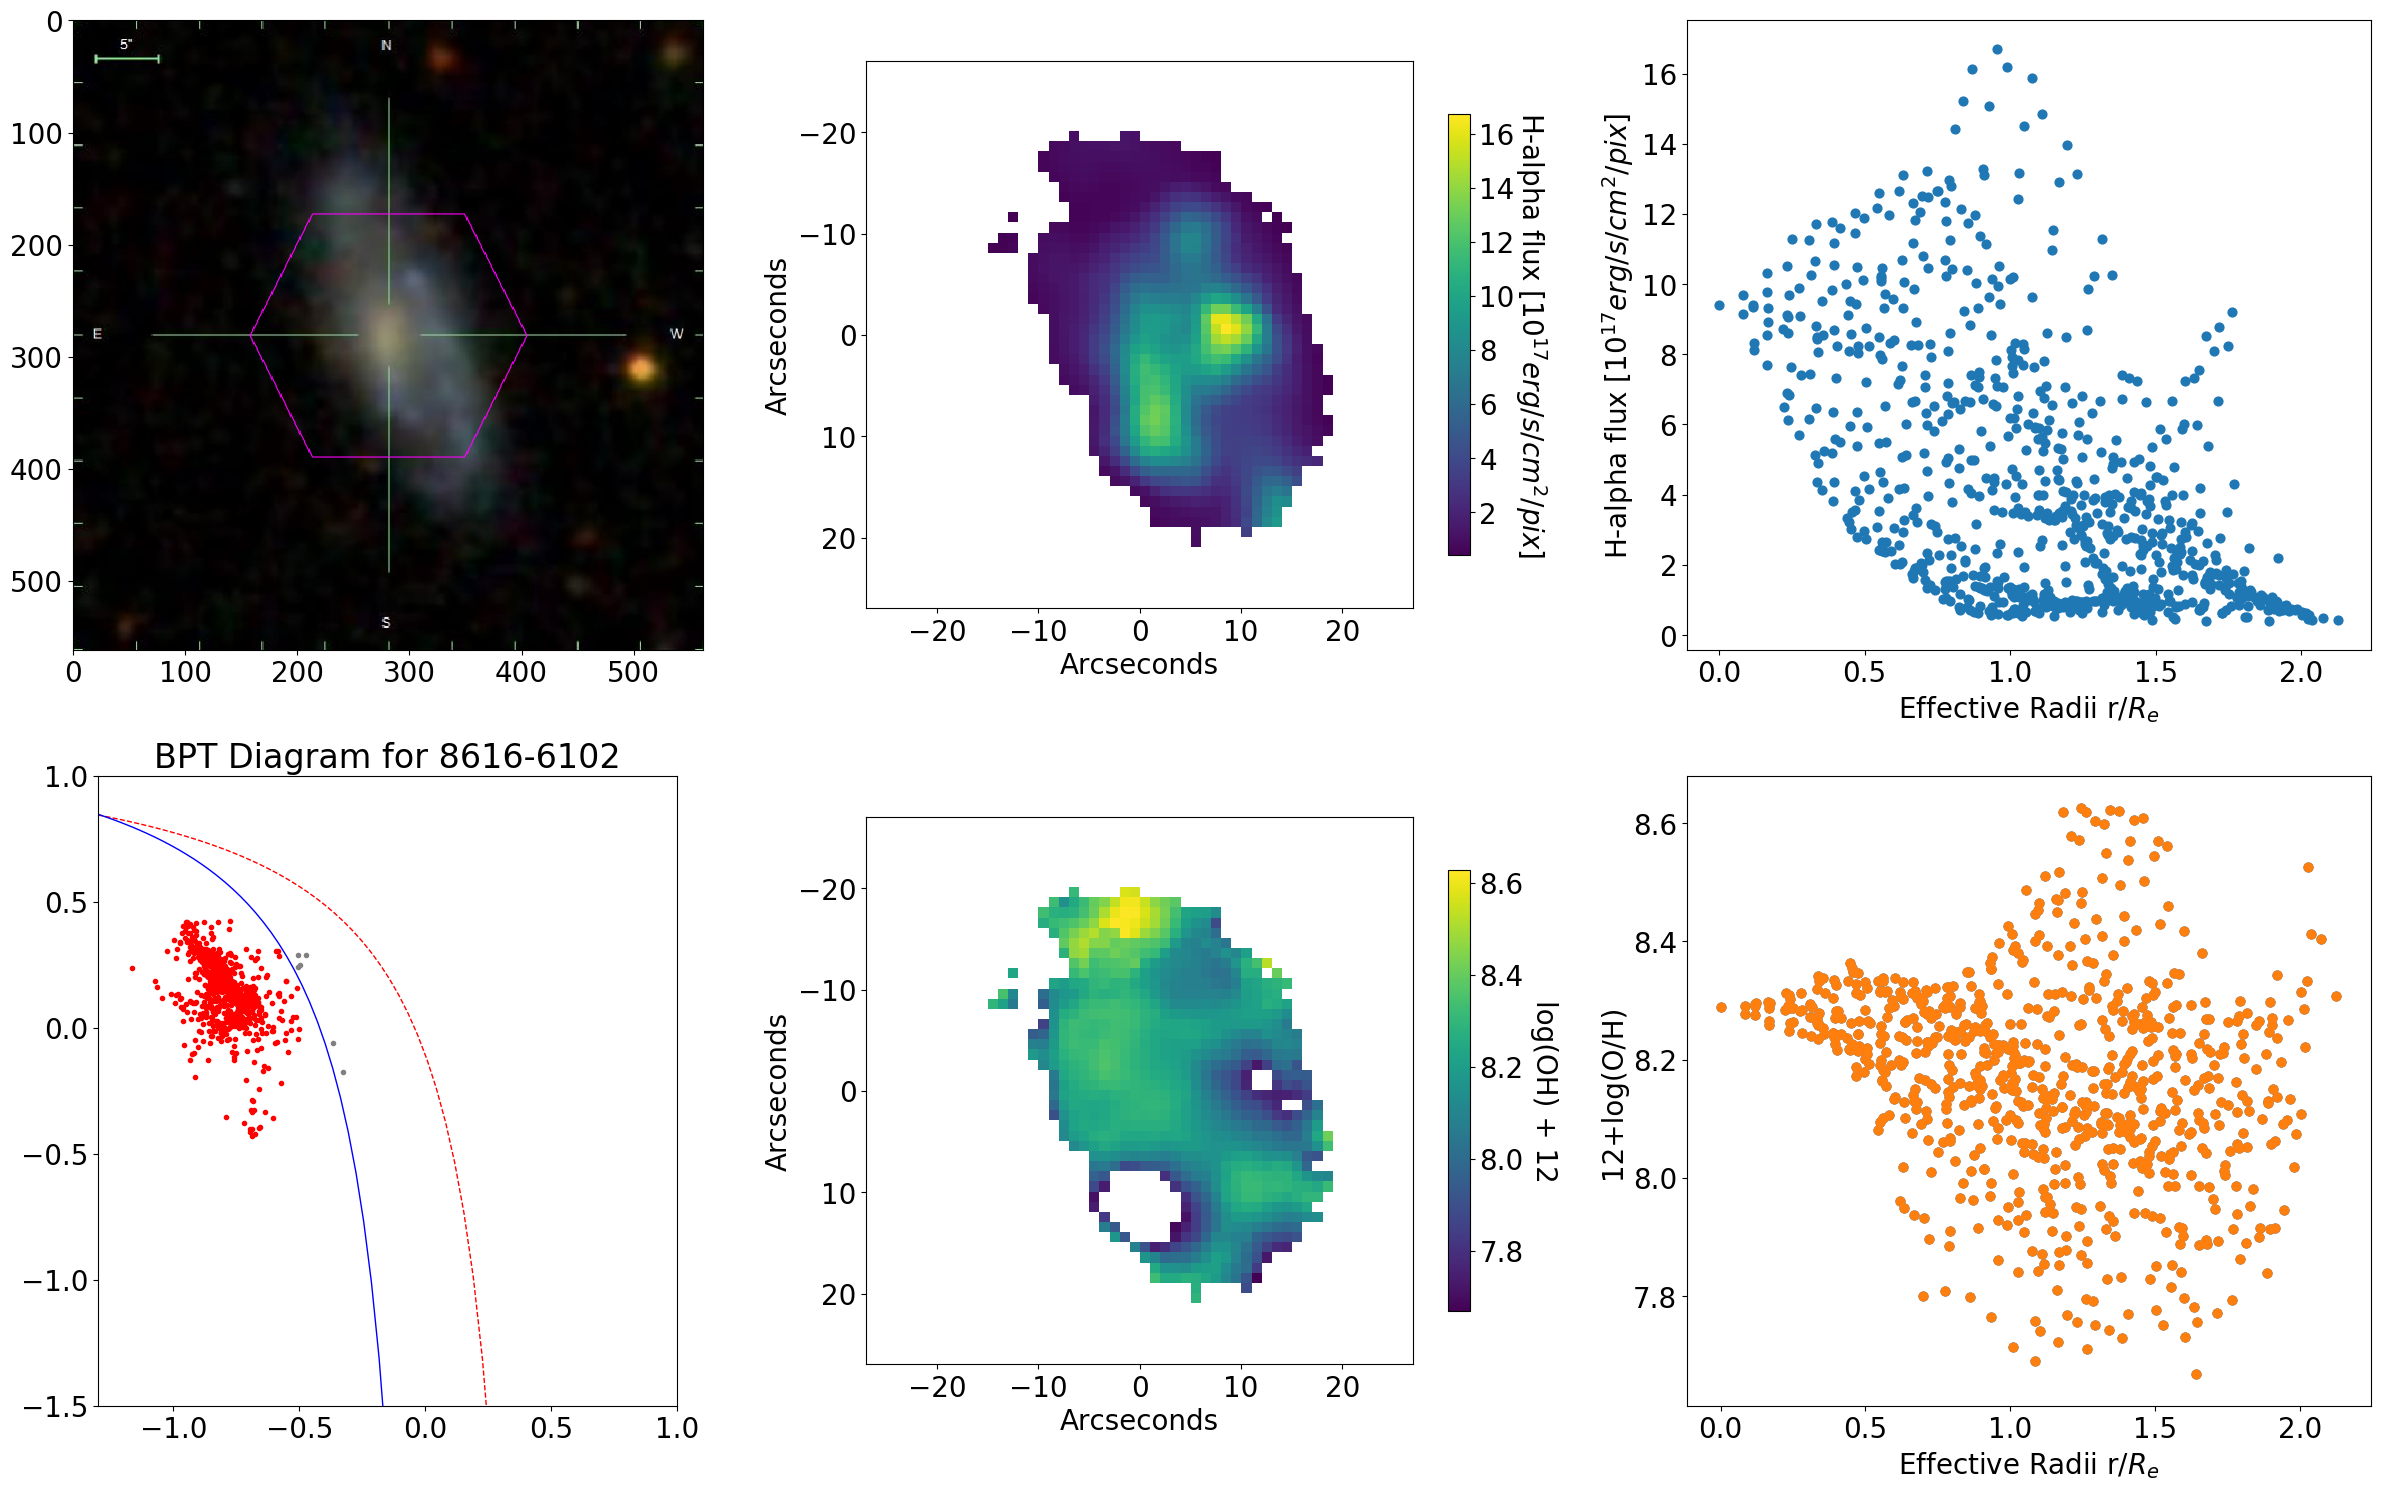 0
100
200
300
400
500
0 100 200 300 400 500
5"
N
E
W
S
−20
−10
0
10
20
Arcseconds
−20 −10 0 10 20
Arcseconds
16
14
12
10
8
6
4
2
H-alpha flux [10^17 erg/s/cm^2/pix]
16
14
12
10
8
6
4
2
0
H-alpha flux [10^17 erg/s/cm^2/pix]
0.0 0.5 1.0 1.5 2.0
Effective Radii r/R_e
BPT Diagram for 8616-6102
1.0
0.5
0.0
−0.5
−1.0
−1.5
−1.0 −0.5 0.0 0.5 1.0
−20
−10
0
10
20
Arcseconds
−20 −10 0 10 20
Arcseconds
8.6
8.4
8.2
8.0
7.8
log(OH) + 12
8.6
8.4
8.2
8.0
7.8
12+log(O/H)
0.0 0.5 1.0 1.5 2.0
Effective Radii r/R_e